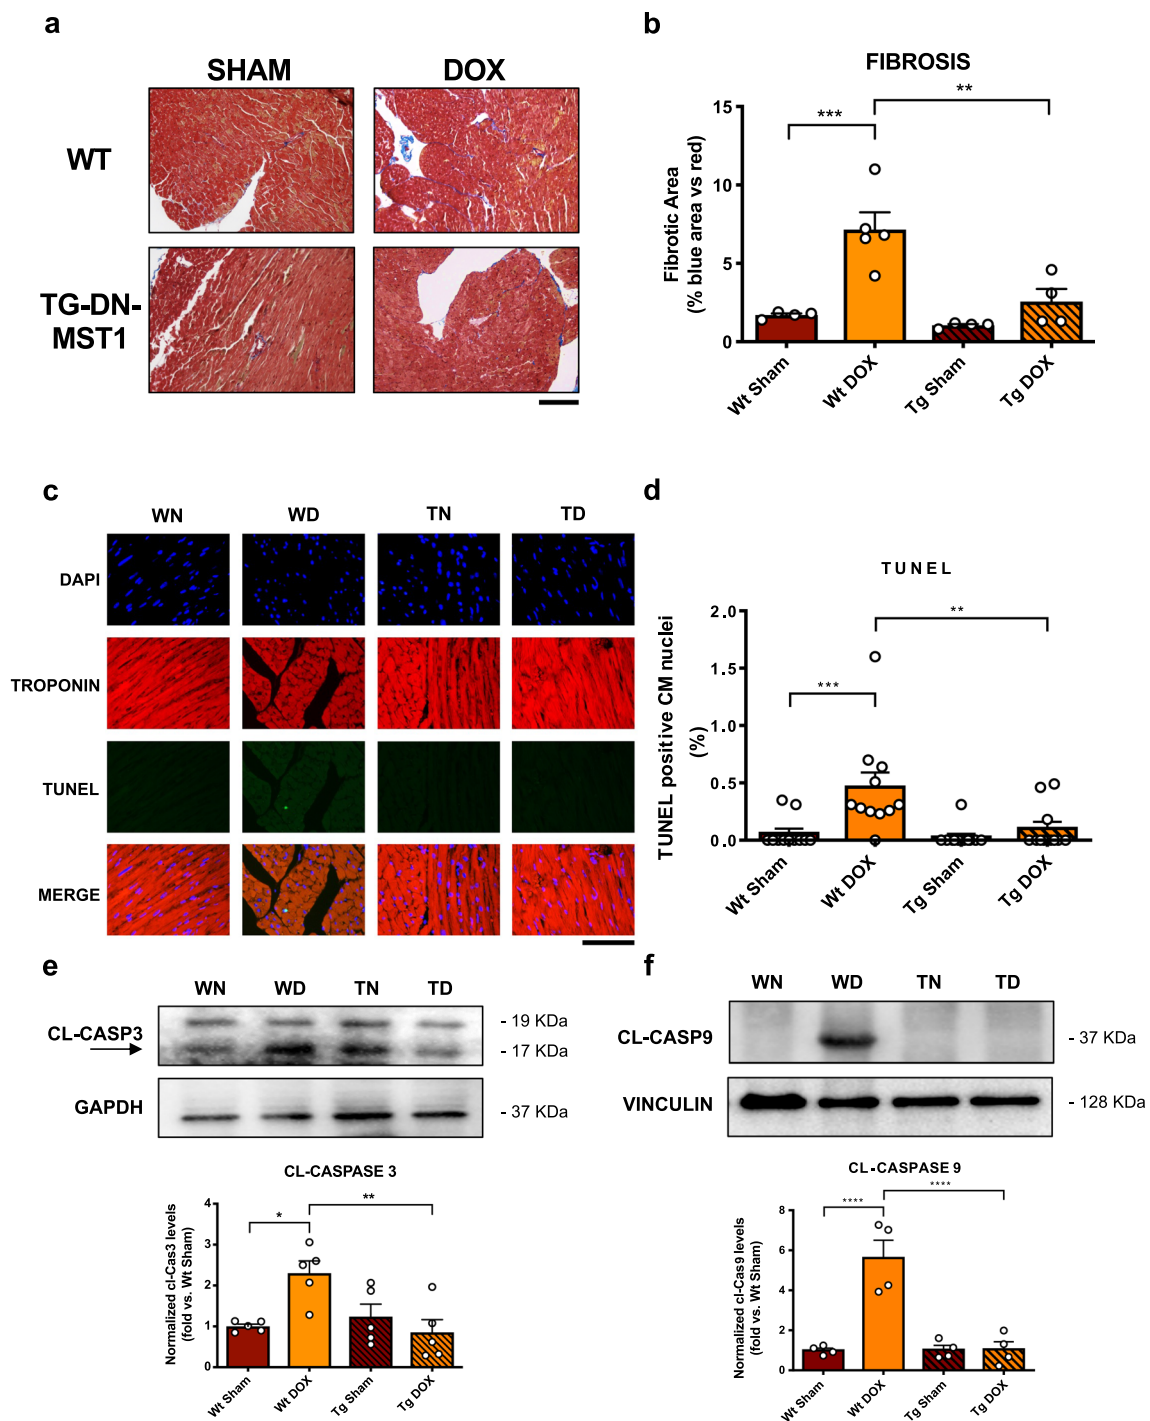 a
SHAM
DOX
WT
TG-DN-
MST1
b
FIBROSIS
Fibrotic Area
(% blue area vs red)
15
10
5
0
***
**
Wt Sham
Wt DOX
Tg Sham
Tg DOX
c
WN
WD
TN
TD
DAPI
TROPONIN
TUNEL
MERGE
d
TUNEL
TUNEL positive CM nuclei
(%)
2.0
1.5
1.0
0.5
0.0
***
**
Wt Sham
Wt DOX
Tg Sham
Tg DOX
e
WN
WD
TN
TD
CL-CASP3
- 19 KDa
- 17 KDa
GAPDH
- 37 KDa
CL-CASPASE 3
Normalized cl-Cas3 levels
(fold vs. Wt Sham)
4
3
2
1
0
*
**
Wt Sham
Wt DOX
Tg Sham
Tg DOX
f
WN
WD
TN
TD
CL-CASP9
- 37 KDa
VINCULIN
- 128 KDa
CL-CASPASE 9
Normalized cl-Cas9 levels
(fold vs. Wt Sham)
8
6
4
2
0
****
****
Wt Sham
Wt DOX
Tg Sham
Tg DOX